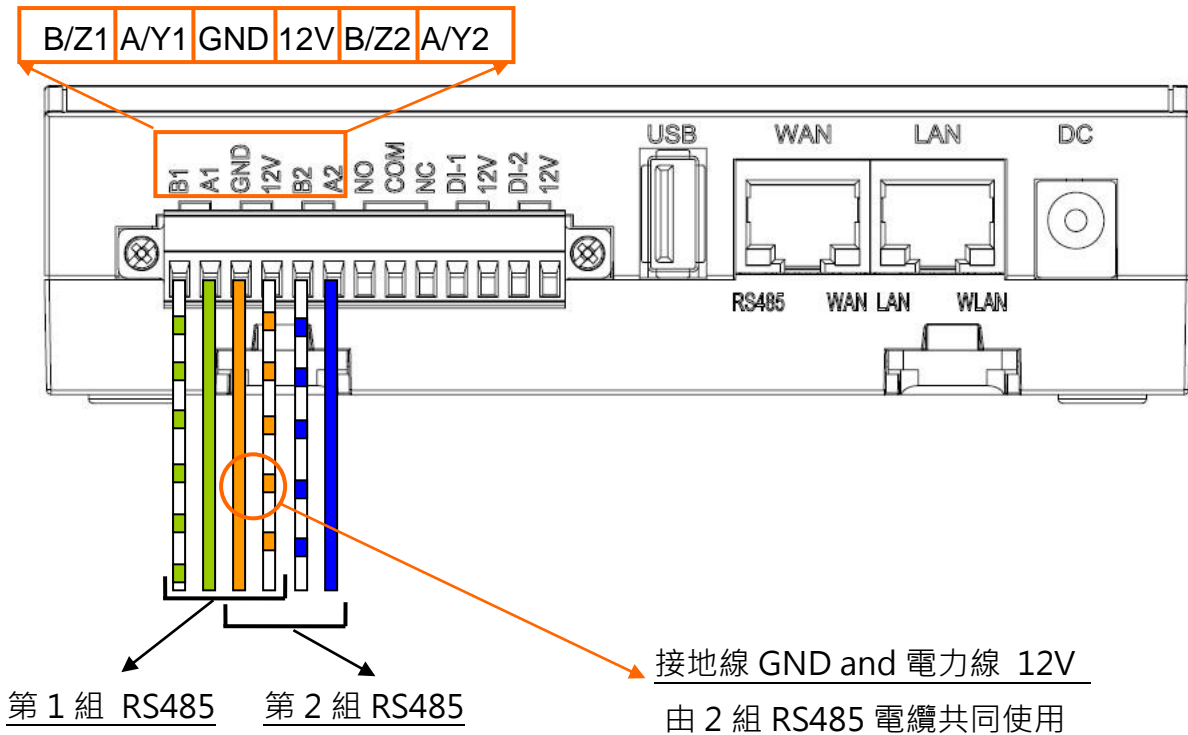 B/Z1 A/Y1 GND 12V B/Z2 A/Y2
USB WAN LAN DC
B1 A1 GND 12V B2 A2 NO COM NC DI-1 12V DI-2 12V
RS485 WAN LAN WLAN
接地線 GND and 電力線 12V
第 1 組 RS485 第 2 組 RS485
由 2 組 RS485 電纜共同使用